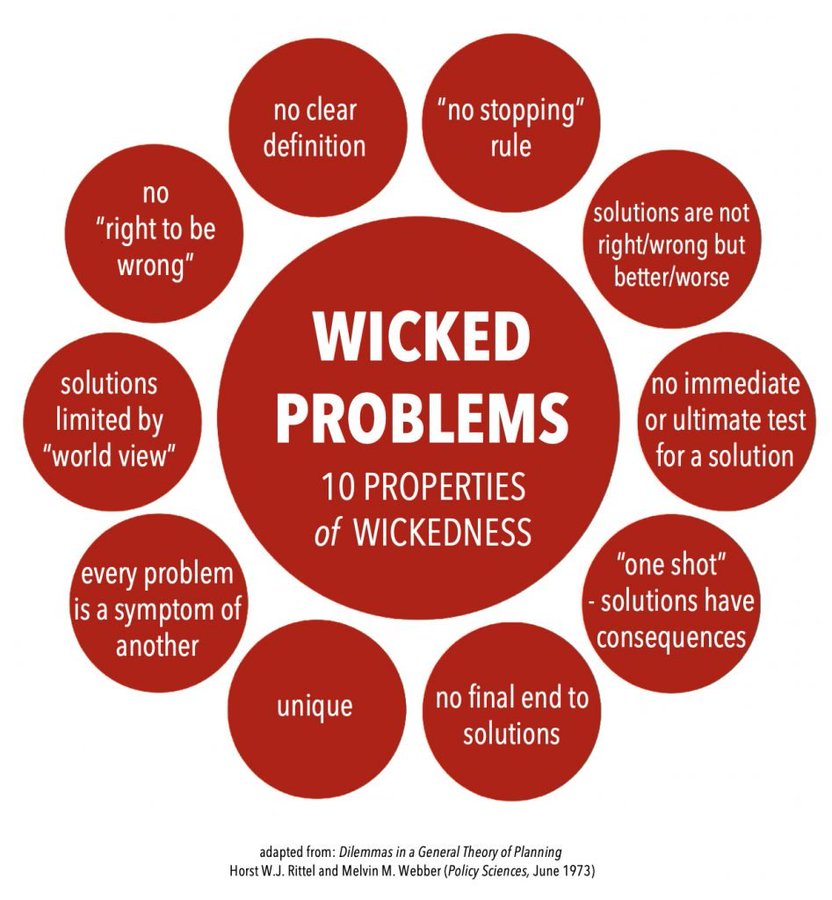 no clear
definition
"no stopping"
rule
solutions are not
right/wrong but
better/worse
no immediate
or ultimate test
for a solution
"one shot"
- solutions have
consequences
no final end to
solutions
unique
every problem
is a symptom of
another
solutions
limited by
"world view"
no
"right to be
wrong"
WICKED
PROBLEMS
10 PROPERTIES
of WICKEDNESS
adapted from: Dilemmas in a General Theory of Planning
Horst W.J. Rittel and Melvin M. Webber (Policy Sciences, June 1973)